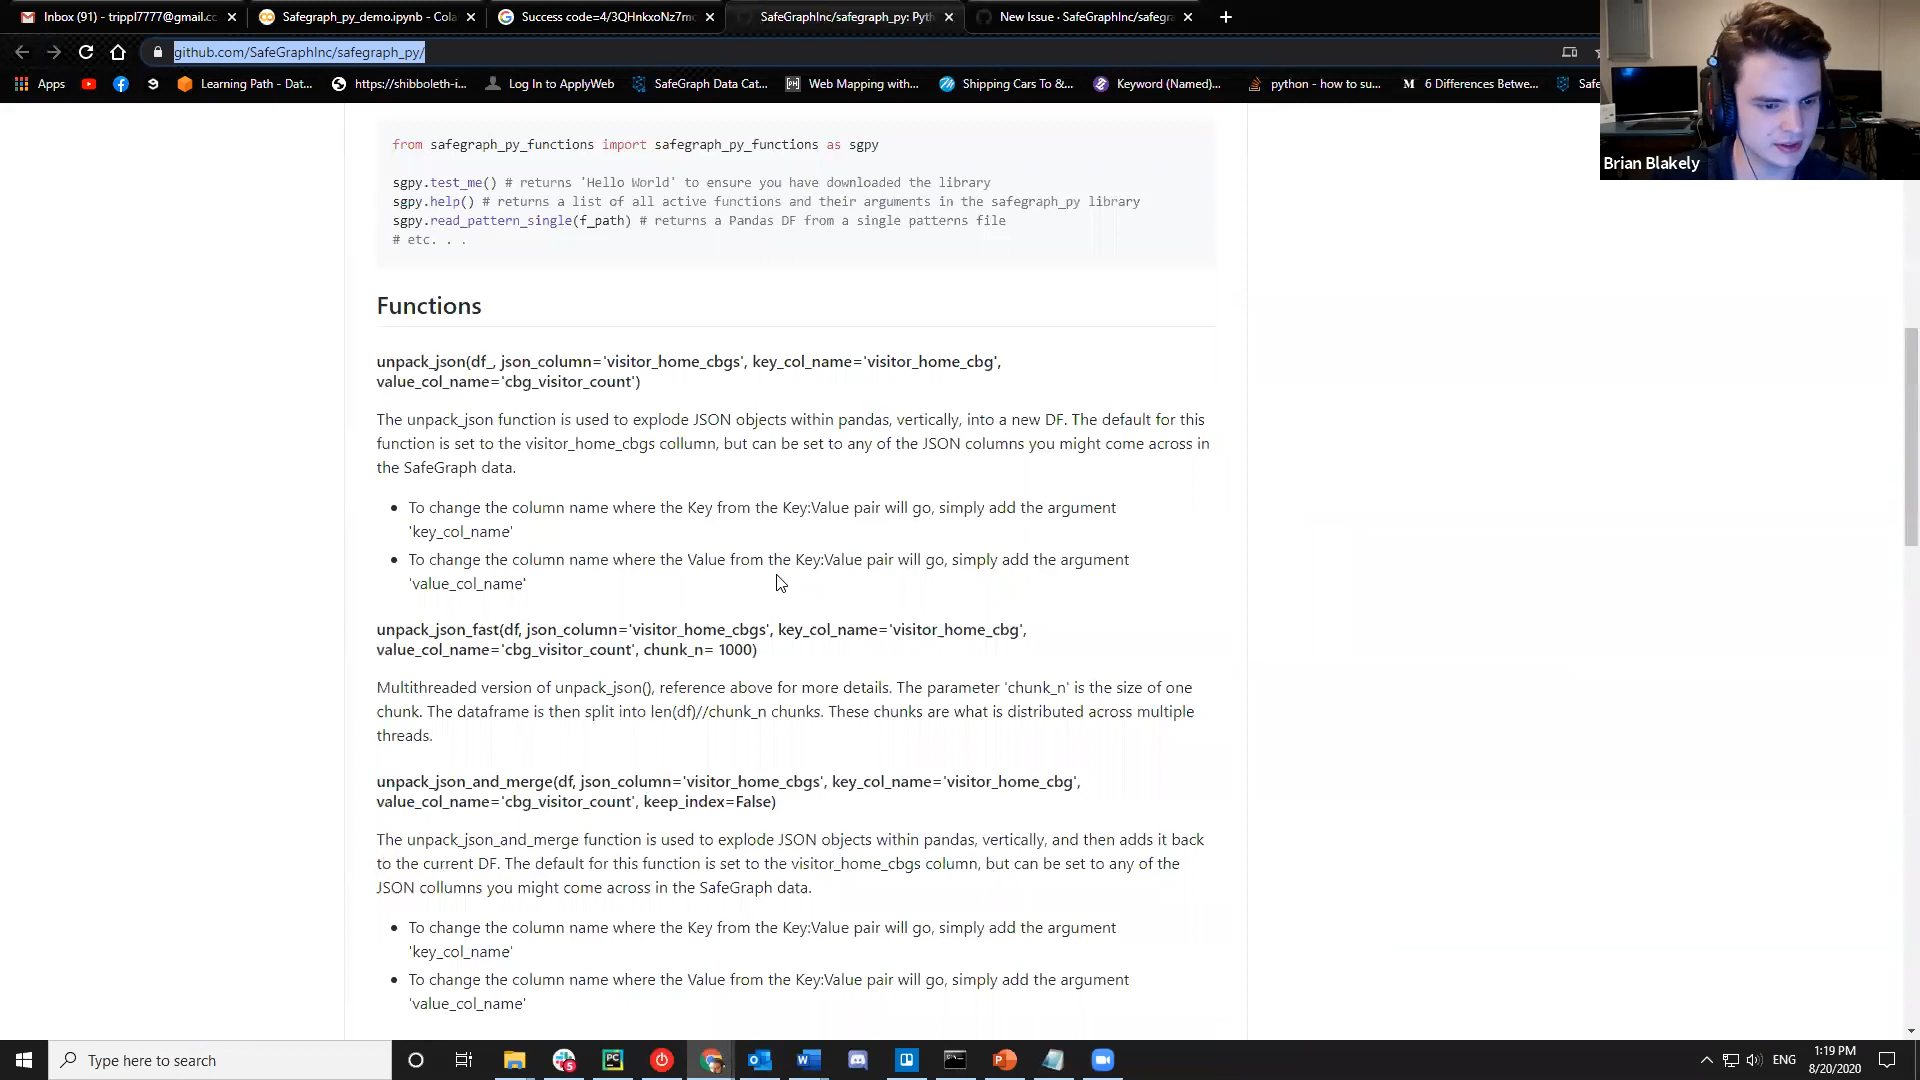 Inbox (91) - trippl7777@gmail.cc
Safegraph_py_demo.ipynb - Cola
Success code=4/3QHnkxoNz7mc
SafeGraphInc/safegraph_py: Pyth
New Issue · SafeGraphInc/safegra
github.com/SafeGraphInc/safegraph_py/
Apps
Learning Path - Dat...
https://shibboleth-i...
Log In to ApplyWeb
SafeGraph Data Cat...
Web Mapping with...
Shipping Cars To &...
Keyword (Named)...
python - how to su...
6 Differences Betwe...
Safe
Brian Blakely
from safegraph_py_functions import safegraph_py_functions as sgpy
sgpy.test_me() # returns 'Hello World' to ensure you have downloaded the library
sgpy.help() # returns a list of all active functions and their arguments in the safegraph_py library
sgpy.read_pattern_single(f_path) # returns a Pandas DF from a single patterns file
# etc. . .
Functions
unpack_json(df_, json_column='visitor_home_cbgs', key_col_name='visitor_home_cbg',
value_col_name='cbg_visitor_count')
The unpack_json function is used to explode JSON objects within pandas, vertically, into a new DF. The default for this
function is set to the visitor_home_cbgs collumn, but can be set to any of the JSON columns you might come across in
the SafeGraph data.
• To change the column name where the Key from the Key:Value pair will go, simply add the argument
'key_col_name'
• To change the column name where the Value from the Key:Value pair will go, simply add the argument
'value_col_name'
unpack_json_fast(df, json_column='visitor_home_cbgs', key_col_name='visitor_home_cbg',
value_col_name='cbg_visitor_count', chunk_n= 1000)
Multithreaded version of unpack_json(), reference above for more details. The parameter 'chunk_n' is the size of one
chunk. The dataframe is then split into len(df)//chunk_n chunks. These chunks are what is distributed across multiple
threads.
unpack_json_and_merge(df, json_column='visitor_home_cbgs', key_col_name='visitor_home_cbg',
value_col_name='cbg_visitor_count', keep_index=False)
The unpack_json_and_merge function is used to explode JSON objects within pandas, vertically, and then adds it back
to the current DF. The default for this function is set to the visitor_home_cbgs column, but can be set to any of the
JSON collumns you might come across in the SafeGraph data.
• To change the column name where the Key from the Key:Value pair will go, simply add the argument
'key_col_name'
• To change the column name where the Value from the Key:Value pair will go, simply add the argument
'value_col_name'
Type here to search
ENG
1:19 PM
8/20/2020